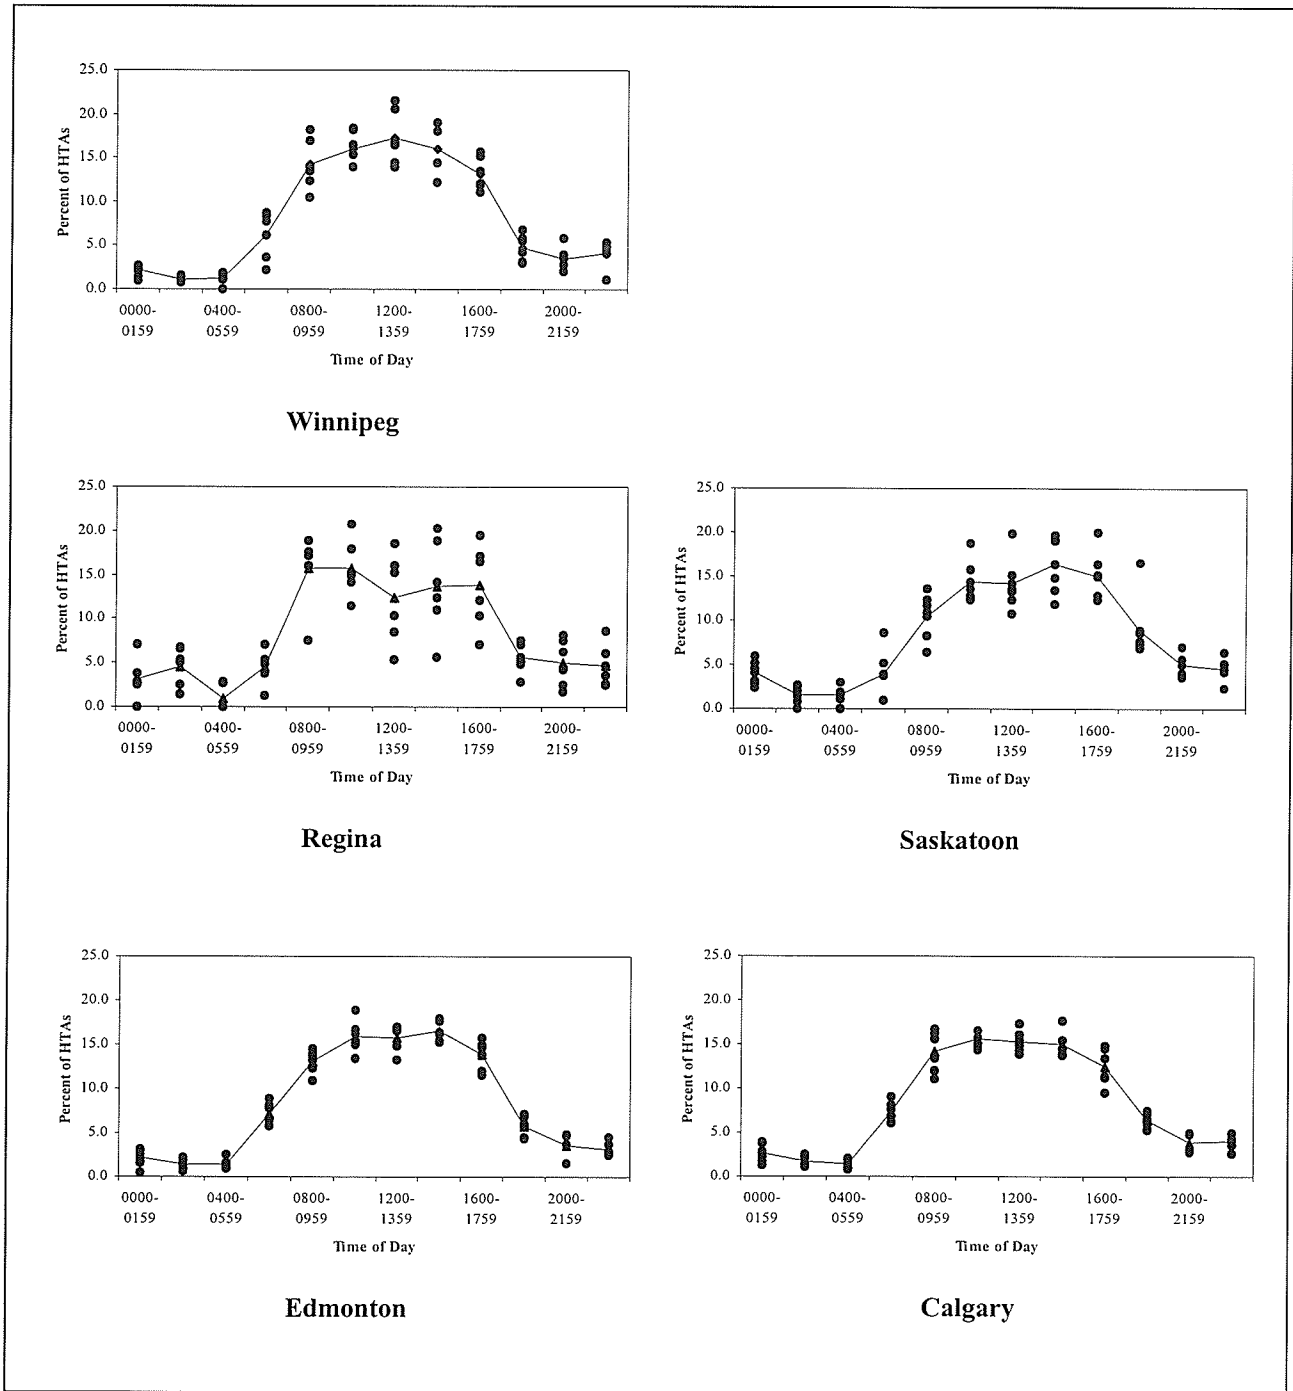 25.0
20.0
15.0
10.0
5.0
0.0
Percent of HTAs
0000- 0400- 0800- 1200- 1600- 2000-
0159 0559 0959 1359 1759 2159
Time of Day
Winnipeg
25.0
20.0
15.0
10.0
5.0
0.0
Percent of HTAs
0000- 0400- 0800- 1200- 1600- 2000-
0159 0559 0959 1359 1759 2159
Time of Day
Regina
25.0
20.0
15.0
10.0
5.0
0.0
Percent of HTAs
0000- 0400- 0800- 1200- 1600- 2000-
0159 0559 0959 1359 1759 2159
Time of Day
Saskatoon
25.0
20.0
15.0
10.0
5.0
0.0
Percent of HTAs
0000- 0400- 0800- 1200- 1600- 2000-
0159 0559 0959 1359 1759 2159
Time of Day
Edmonton
25.0
20.0
15.0
10.0
5.0
0.0
Percent of HTAs
0000- 0400- 0800- 1200- 1600- 2000-
0159 0559 0959 1359 1759 2159
Time of Day
Calgary